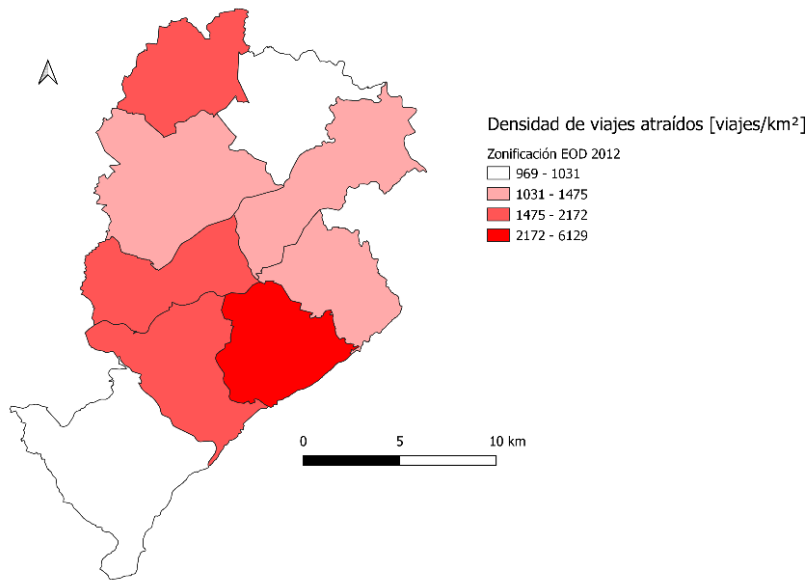 Densidad de viajes atraídos [viajes/km²]
Zonificación EOD 2012
969 - 1031
1031 - 1475
1475 - 2172
2172 - 6129
0 5 10 km